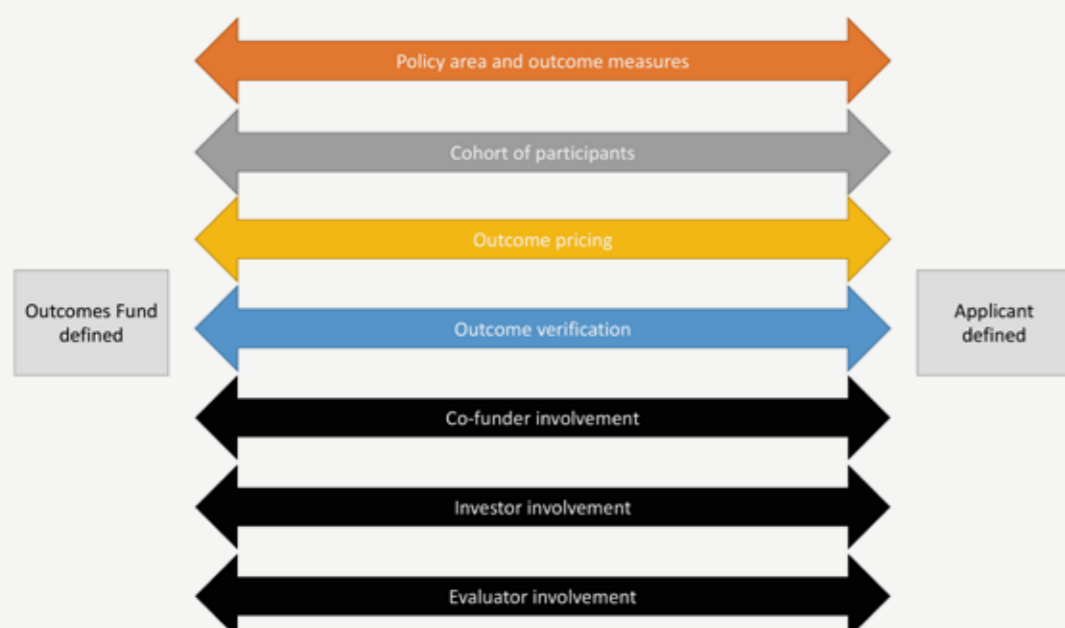 Policy area and outcome measures
Cohort of participants
Outcome pricing
Outcomes Fund
defined
Outcome verification
Applicant
defined
Co-funder involvement
Investor involvement
Evaluator involvement